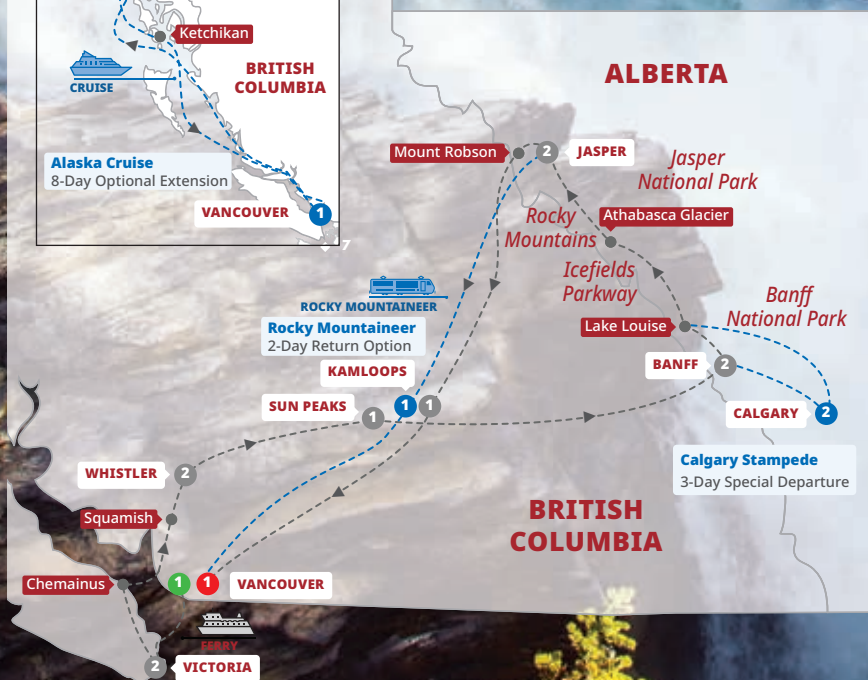 Ketchikan
BRITISH
COLUMBIA
CRUISE
Alaska Cruise
8-Day Optional Extension
VANCOUVER
1
7
ALBERTA
Mount Robson
2
JASPER
Jasper
National Park
Rocky
Mountains
Athabasca Glacier
Icefields
Parkway
Banff
National Park
ROCKY MOUNTAINEER
Rocky Mountaineer
2-Day Return Option
Lake Louise
KAMLOOPS
BANFF
2
SUN PEAKS
1
1
1
CALGARY
2
Calgary Stampede
3-Day Special Departure
WHISTLER
2
Squamish
BRITISH
COLUMBIA
Chemainus
1
1
VANCOUVER
FERRY
2
VICTORIA